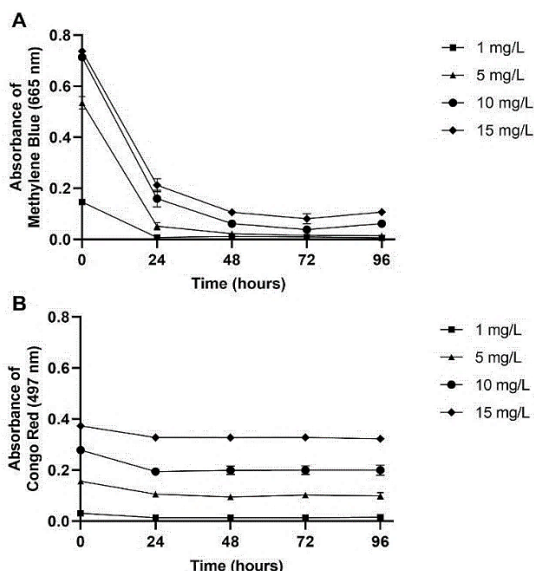 A
Absorbance of
Methylene Blue (665 nm)
0.8
0.6
0.4
0.2
0.0
0 24 48 72 96
Time (hours)
1 mg/L
5 mg/L
10 mg/L
15 mg/L
B
Absorbance of
Congo Red (497 nm)
0.8
0.6
0.4
0.2
0.0
0 24 48 72 96
Time (hours)
1 mg/L
5 mg/L
10 mg/L
15 mg/L